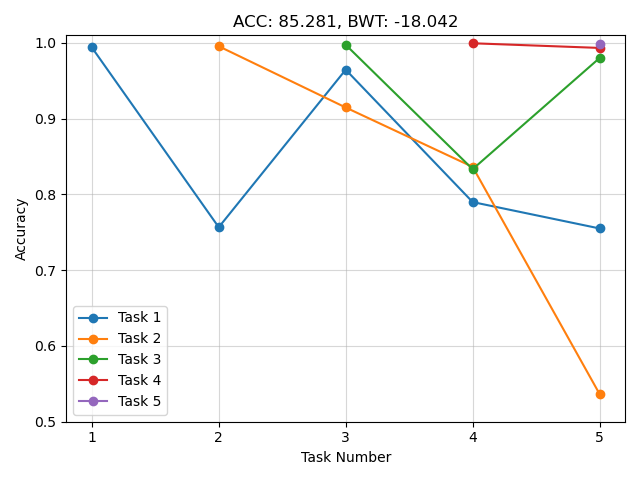 ACC: 85.281, BWT: -18.042
1.0
0.9
0.8
0.7
0.6
0.5
Accuracy
Task 1
Task 2
Task 3
Task 4
Task 5
1 2 3 4 5
Task Number